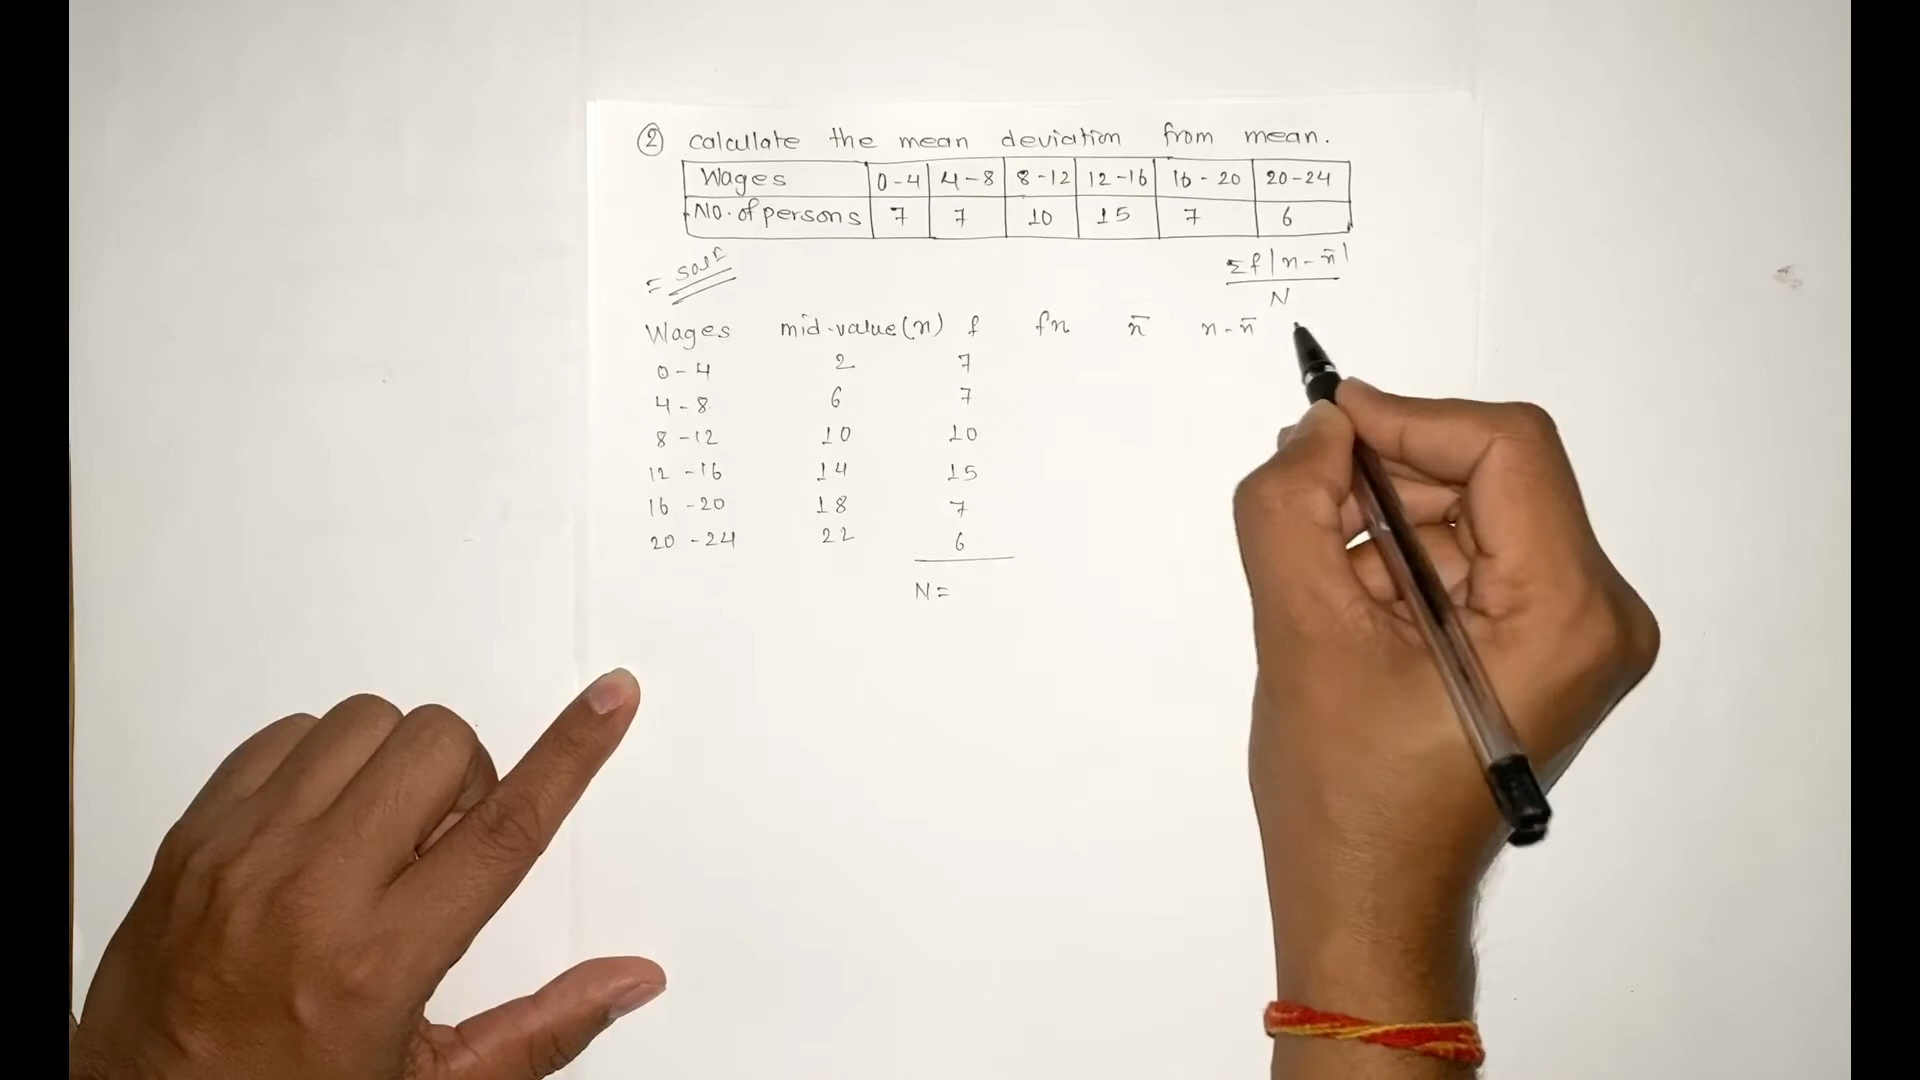 ② calculate the mean deviation from mean.
Wages 0-4 4-8 8-12 12-16 16-20 20-24
No. of persons 7 7 10 15 7 6
= Solⁿ
Σf|x-x̄|
N
Wages mid-value(x) f fx x̄ x-x̄
0-4 2 7
4-8 6 7
8-12 10 10
12-16 14 15
16-20 18 7
20-24 22 6
N=